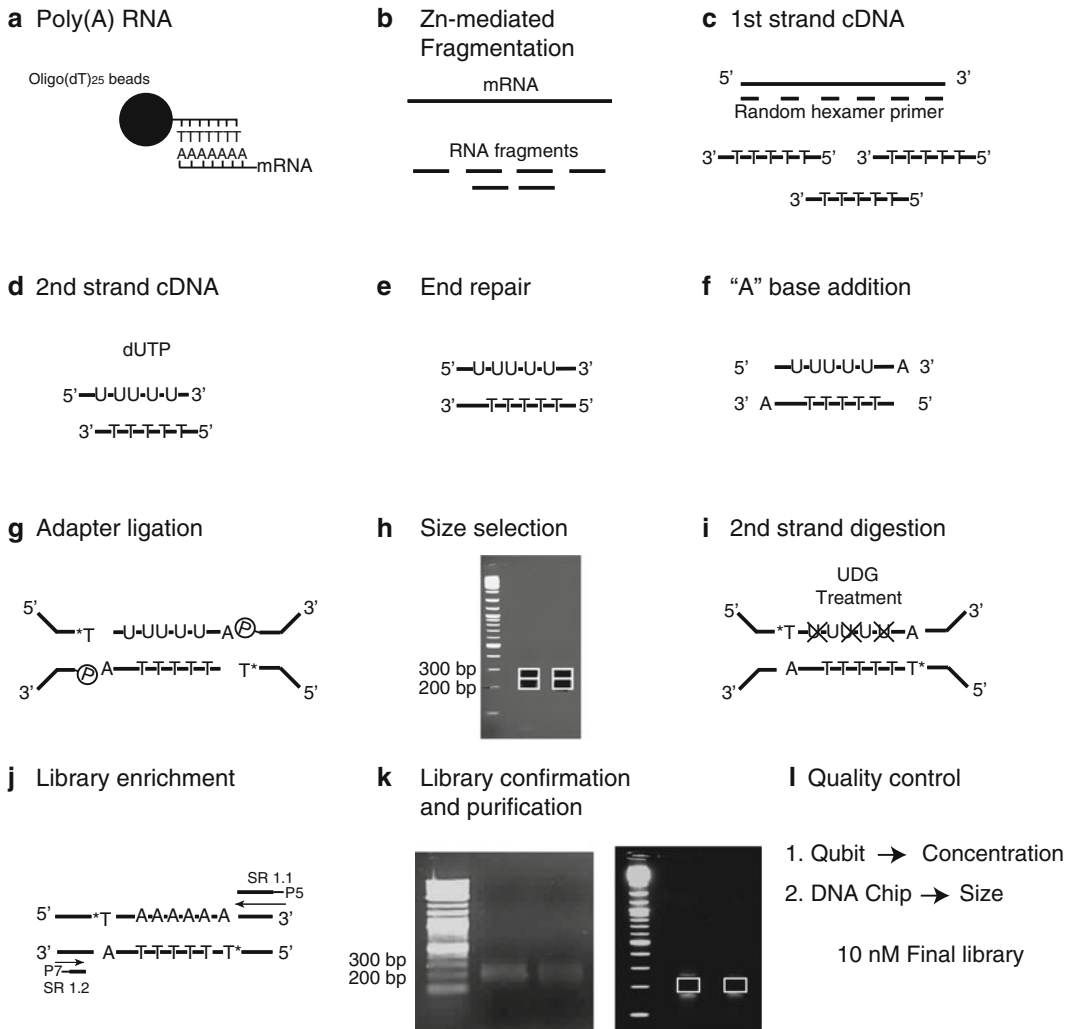 a Poly(A) RNA
Oligo(dT)25 beads
TTTTTTT
AAAAAAA
mRNA
b Zn-mediated
Fragmentation
mRNA
RNA fragments
c 1st strand cDNA
5’ 3’
Random hexamer primer
3’-T-T-T-T-T-5’ 3’-T-T-T-T-T-5’
3’-T-T-T-T-T-5’
d 2nd strand cDNA
dUTP
5’-U-UU-U-U-3’
3’-T-T-T-T-T-5’
e End repair
5’-U-UU-U-U-3’
3’-T-T-T-T-T-5’
f “A” base addition
5’ -U-UU-U-U-A 3’
3’ A-T-T-T-T-T- 5’
g Adapter ligation
5’ 3’
*T -U-UU-U-U-A P
P A-T-T-T-T-T T*
3’ 5’
h Size selection
300 bp
200 bp
i 2nd strand digestion
UDG
Treatment
5’ 3’
*T -U-UU-U-U-A
A -T-T-T-T-T-T*
3’ 5’
j Library enrichment
SR 1.1
P5
5’ *T -A-A-A-A-A-A 3’
3’ A-T-T-T-T-T T* 5’
P7
SR 1.2
k Library confirmation
and purification
300 bp
200 bp
l Quality control
1. Qubit → Concentration
2. DNA Chip → Size
10 nM Final library